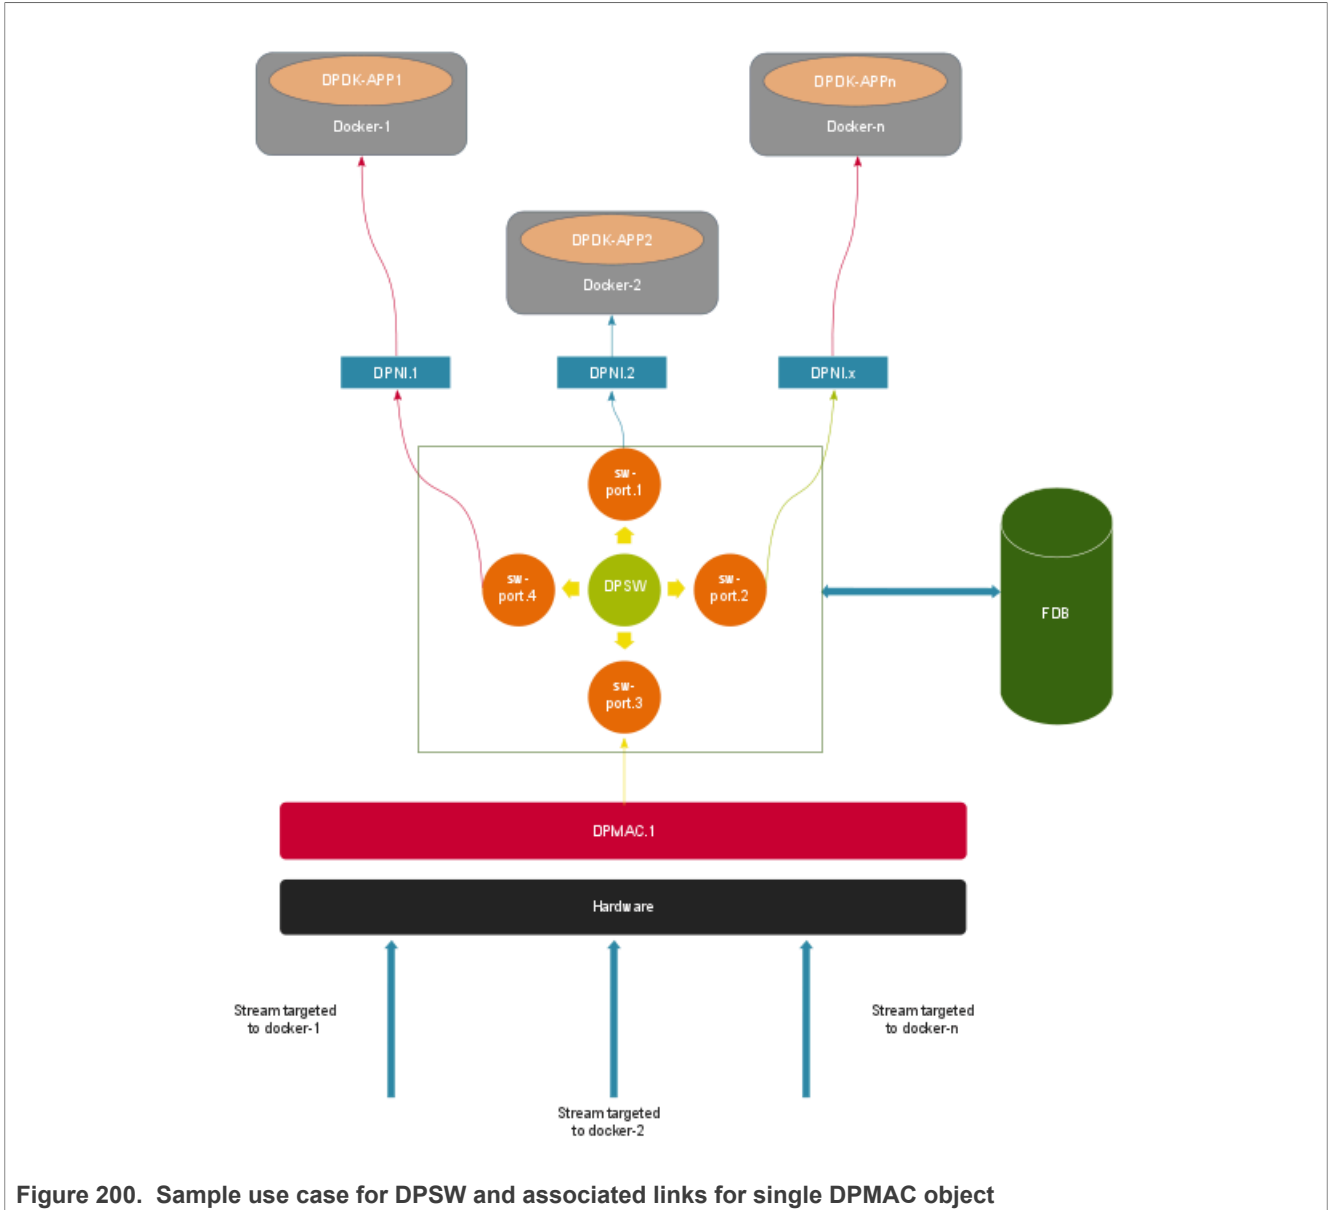 DPDK-APP1
Docker-1
DPDK-APPn
Docker-n
DPDK-APP2
Docker-2
DPNI.1
DPNI.2
DPNI.x
sw-
port.1
sw-
port.4
DPSW
sw-
port.2
sw-
port.3
FDB
DPMAC.1
Hardware
Stream targeted
to docker-1
Stream targeted
to docker-n
Stream targeted
to docker-2
Figure 200. Sample use case for DPSW and associated links for single DPMAC object